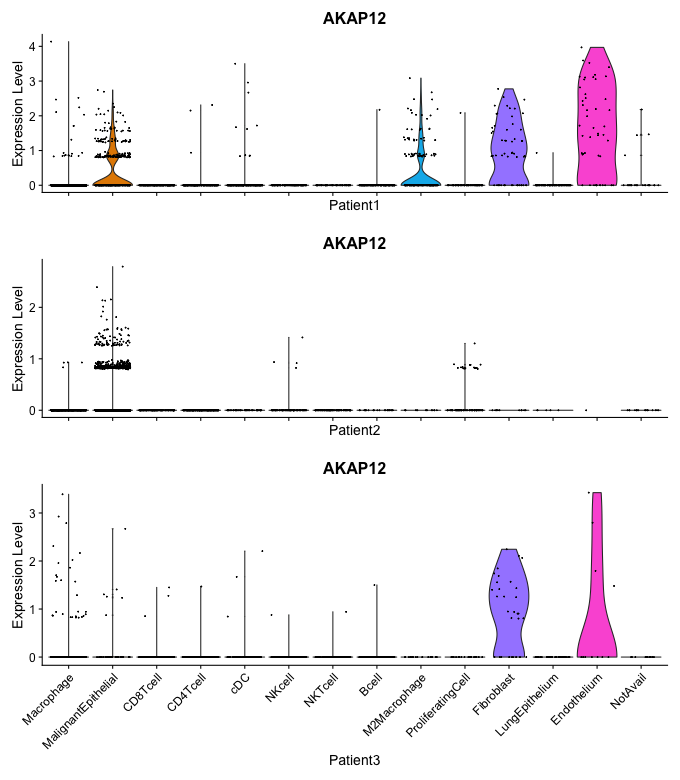 AKAP12
Expression Level
4
3
2
1
0
Patient1
AKAP12
Expression Level
2
1
0
Patient2
AKAP12
Expression Level
3
2
1
0
Macrophage
MalignantEpithelial
CD8Tcell
CD4Tcell
cDC
NKcell
NKTcell
Bcell
M2Macrophage
ProliferatingCell
Fibroblast
LungEpithelium
Endothelium
NotAvail
Patient3